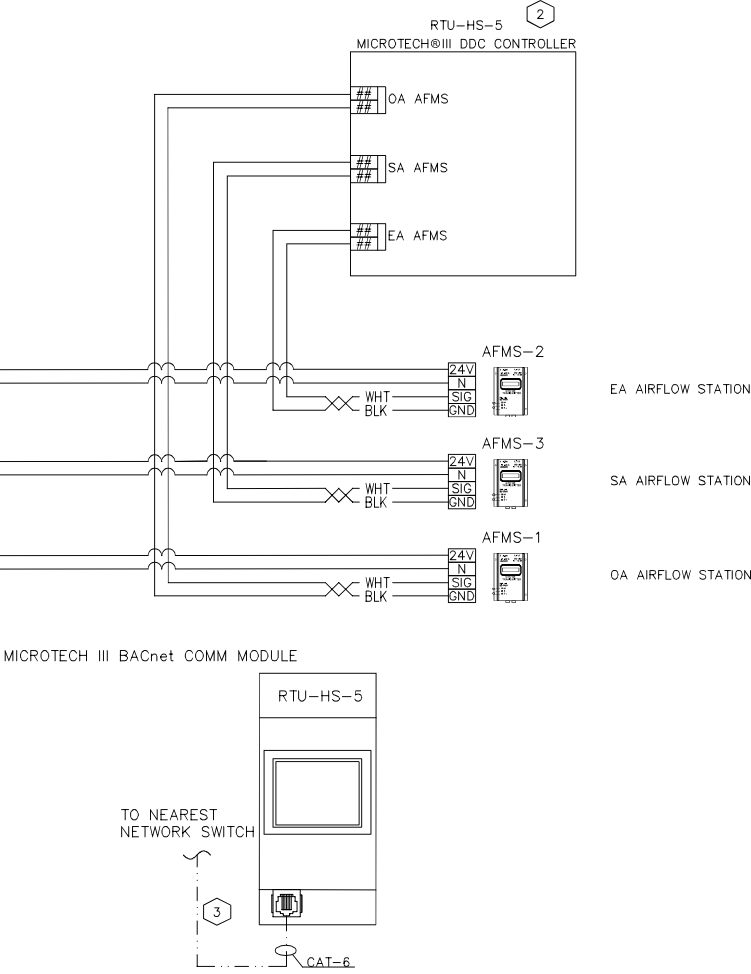 2
RTU-HS-5
MICROTECH®III DDC CONTROLLER
##
## OA AFMS
##
## SA AFMS
##
## EA AFMS
AFMS-2
24V
N
WHT SIG
BLK GND
EA AIRFLOW STATION
AFMS-3
24V
N
WHT SIG
BLK GND
SA AIRFLOW STATION
AFMS-1
24V
N
WHT SIG
BLK GND
OA AIRFLOW STATION
MICROTECH III BACnet COMM MODULE
RTU-HS-5
TO NEAREST
NETWORK SWITCH
3
CAT-6